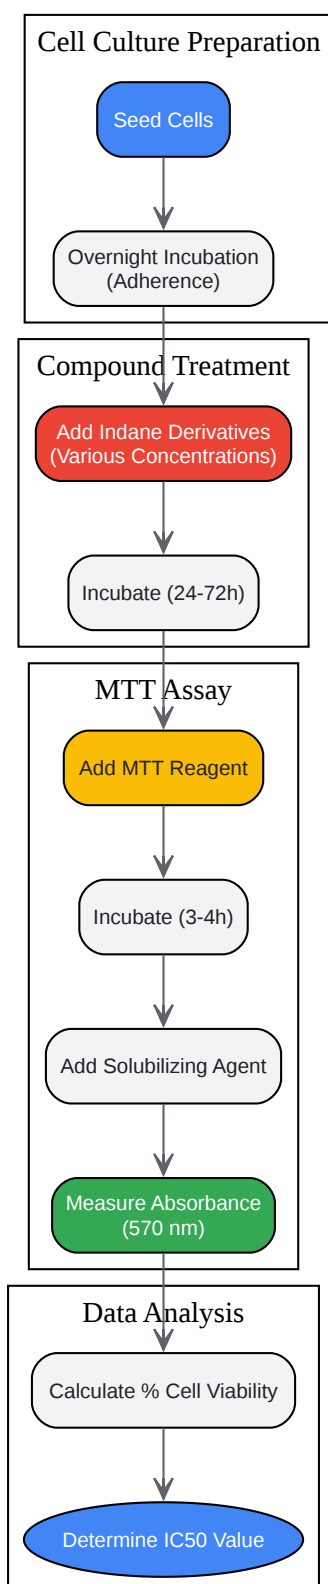 Cell Culture Preparation
Seed Cells
Overnight Incubation
(Adherence)
Compound Treatment
Add Indane Derivatives
(Various Concentrations)
Incubate (24-72h)
MTT Assay
Add MTT Reagent
Incubate (3-4h)
Add Solubilizing Agent
Measure Absorbance
(570 nm)
Data Analysis
Calculate % Cell Viability
Determine IC50 Value